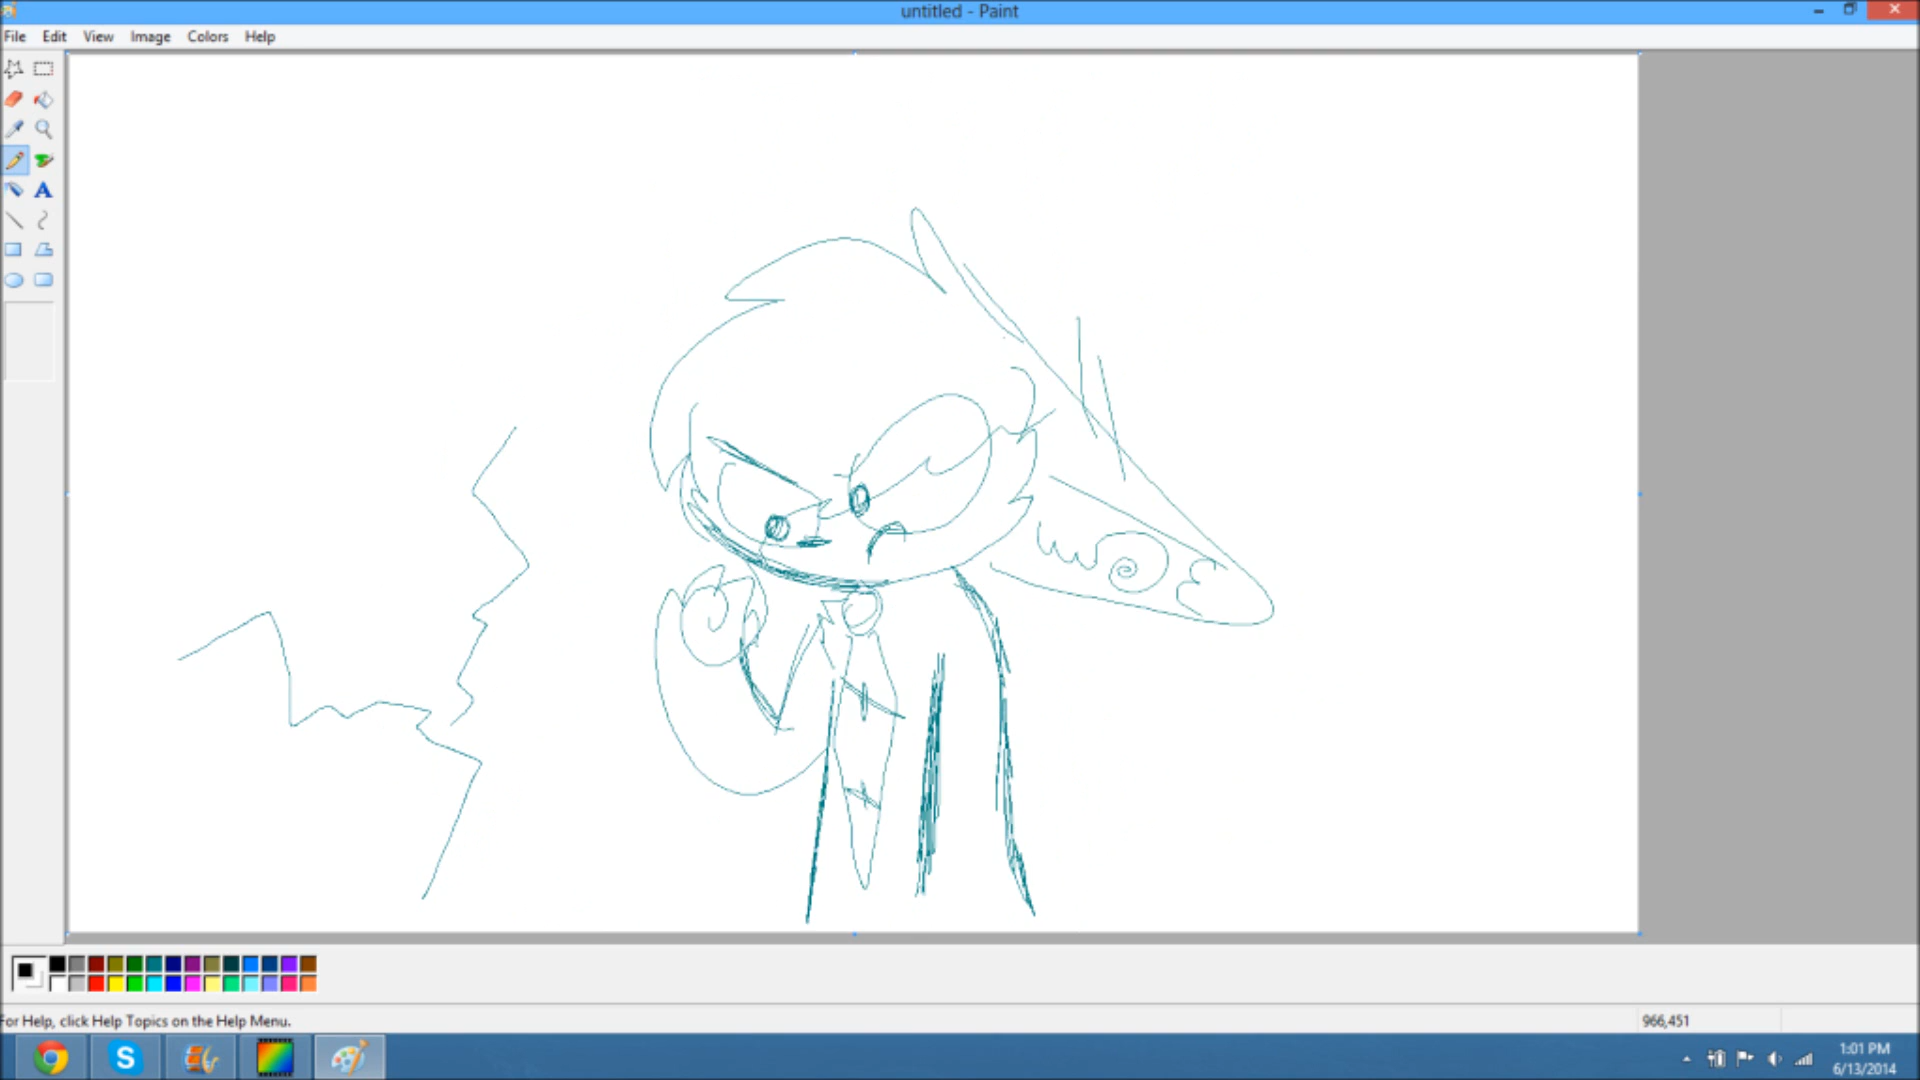 untitled - Paint
File Edit View Image Colors Help
For Help, click Help Topics on the Help Menu.
966,451
1:01 PM
6/13/2014